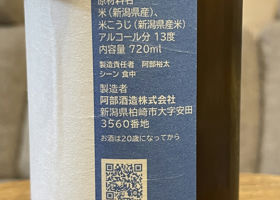 原材料名
米（新潟県産）、
米こうじ（新潟県産米）
アルコール分 13度
内容量 720ml
製造責任者 阿部裕太
シーン 食中
製造者
阿部酒造株式会社
新潟県柏崎市大字安田
3560番地
お酒は20歳になってから